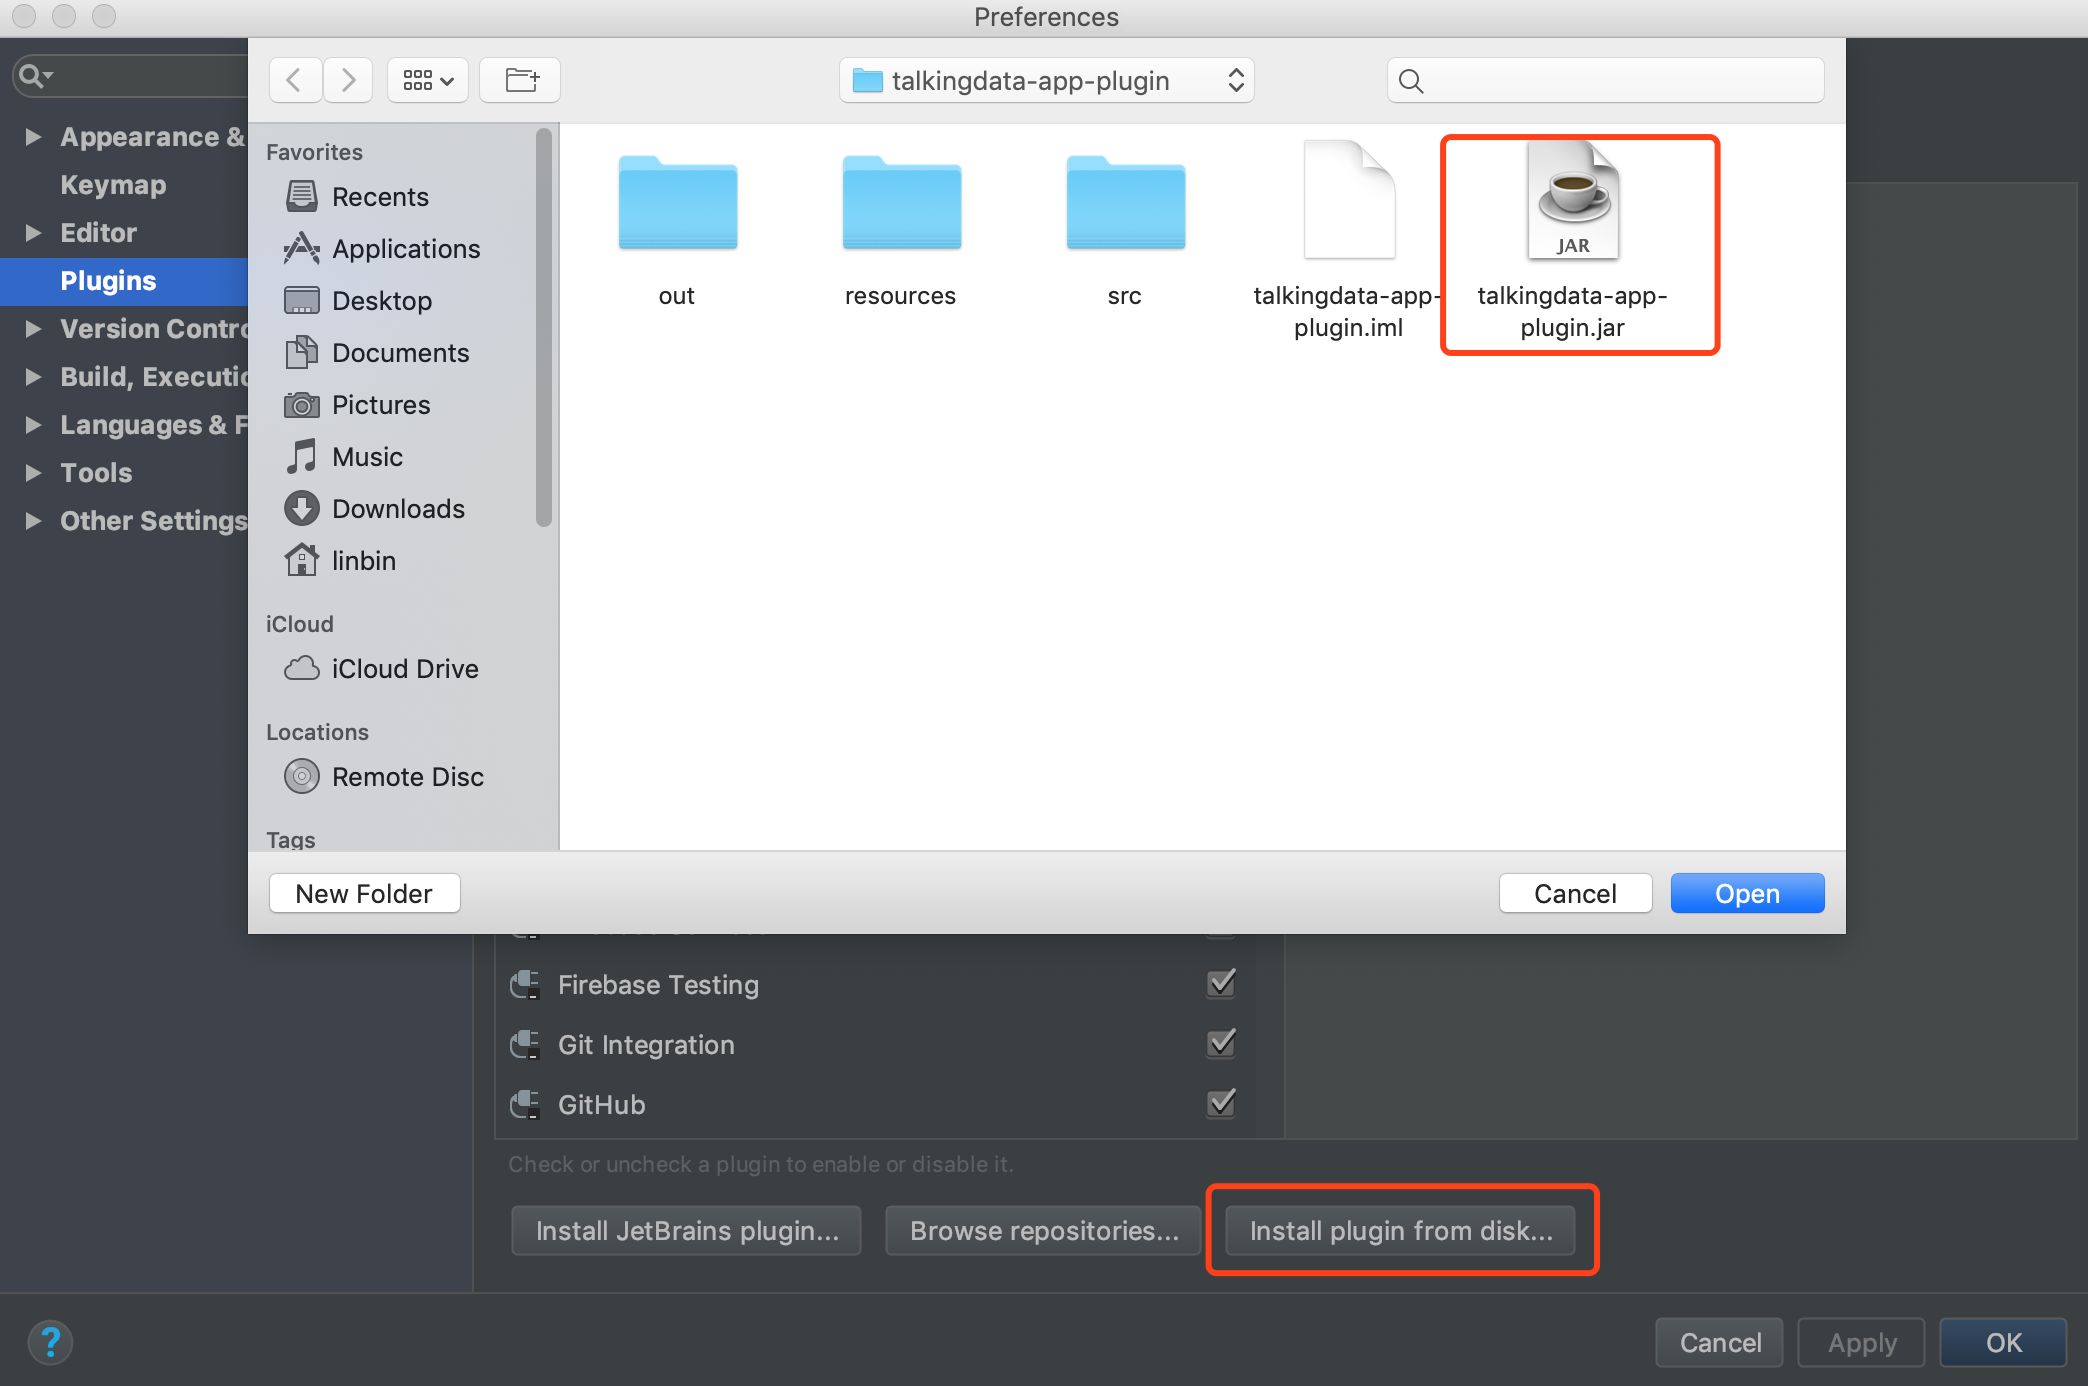 Preferences
talkingdata-app-plugin
Appearance &
Keymap
Editor
Plugins
Version Contro
Build, Executio
Languages & F
Tools
Other Settings
Favorites
Recents
Applications
Desktop
Documents
Pictures
Music
Downloads
linbin
iCloud
iCloud Drive
Locations
Remote Disc
Tags
out
resources
src
talkingdata-app-
plugin.iml
JAR
talkingdata-app-
plugin.jar
New Folder
Cancel
Open
Firebase Testing
Git Integration
GitHub
Check or uncheck a plugin to enable or disable it.
Install JetBrains plugin...
Browse repositories...
Install plugin from disk...
?
Cancel
Apply
OK